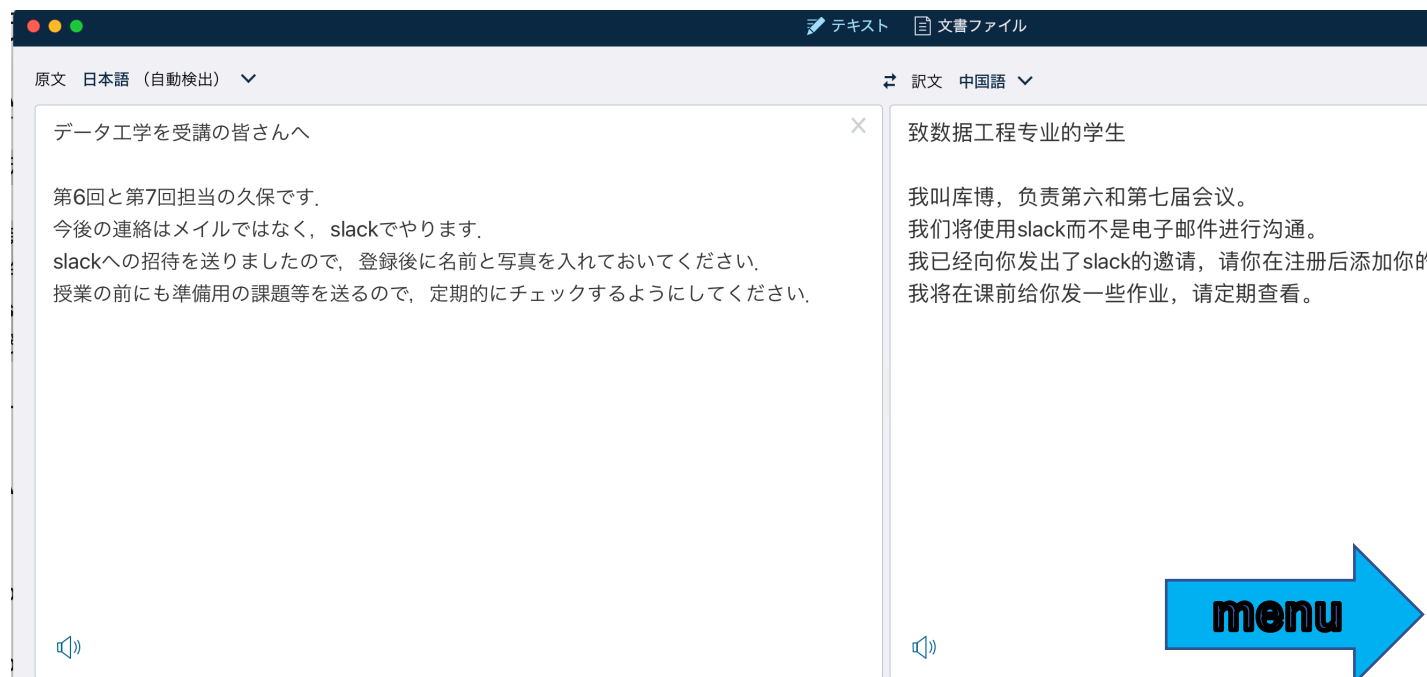 テキスト 文書ファイル
原文 日本語 （自動検出）
訳文 中国語
データ工学を受講の皆さんへ
第6回と第7回担当の久保です．
今後の連絡はメイルではなく，slackでやります．
slackへの招待を送りましたので，登録後に名前と写真を入れておいてください．
授業の前にも準備用の課題等を送るので，定期的にチェックするようにしてください．
致数据工程专业的学生
我叫库博，负责第六和第七届会议。
我们将使用slack而不是电子邮件进行沟通。
我已经向你发出了slack的邀请，请你在注册后添加你的
我将在课前给你发一些作业，请定期查看。
menu